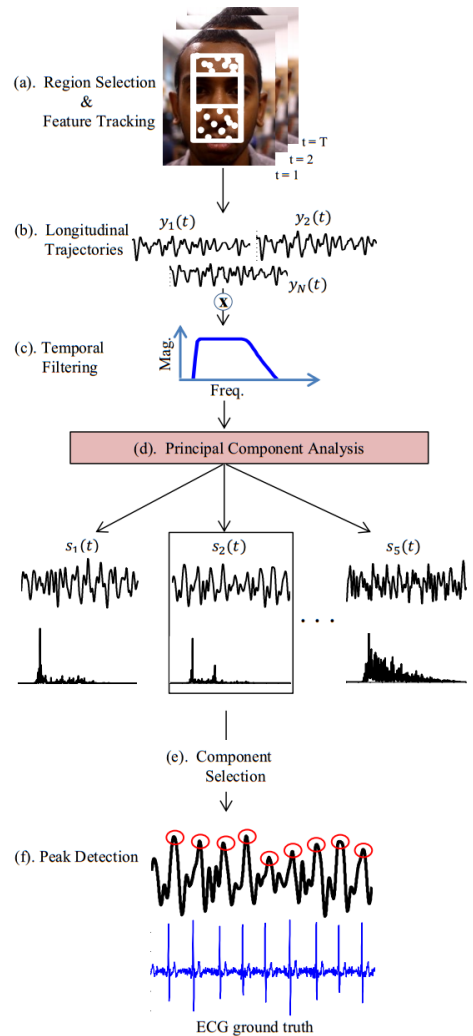 (a). Region Selection
&
Feature Tracking
t = T
t = 2
t = 1
(b). Longitudinal
Trajectories
y₁(t)
y₂(t)
y_N(t)
x
(c). Temporal
Filtering
Mag.
Freq.
(d). Principal Component Analysis
s₁(t)
s₂(t)
s₅(t)
. . .
(e). Component
Selection
(f). Peak Detection
ECG ground truth